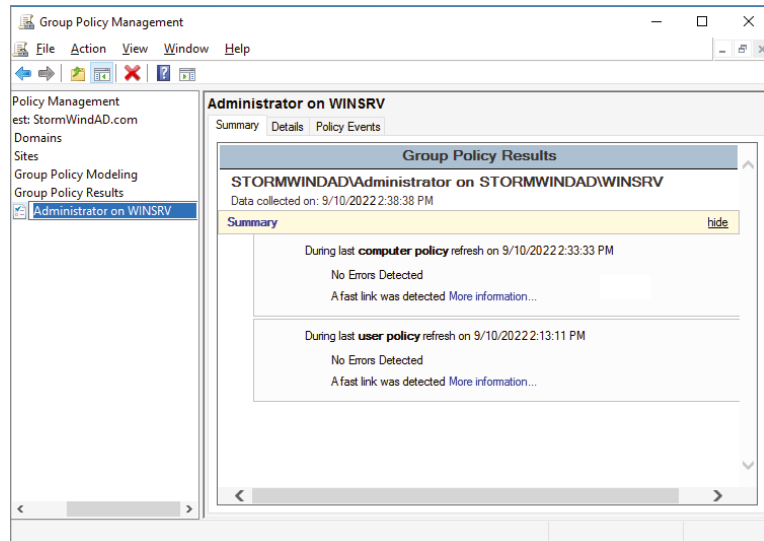 Group Policy Management
File Action View Window Help
Policy Management
est: StormWindAD.com
Domains
Sites
Group Policy Modeling
Group Policy Results
Administrator on WINSRV
Administrator on WINSRV
Summary Details Policy Events
Group Policy Results
STORMWINDAD\Administrator on STORMWINDAD\WINSRV
Data collected on: 9/10/2022 2:38:38 PM
Summary hide
During last computer policy refresh on 9/10/2022 2:33:33 PM
No Errors Detected
A fast link was detected More information...
During last user policy refresh on 9/10/2022 2:13:11 PM
No Errors Detected
A fast link was detected More information...